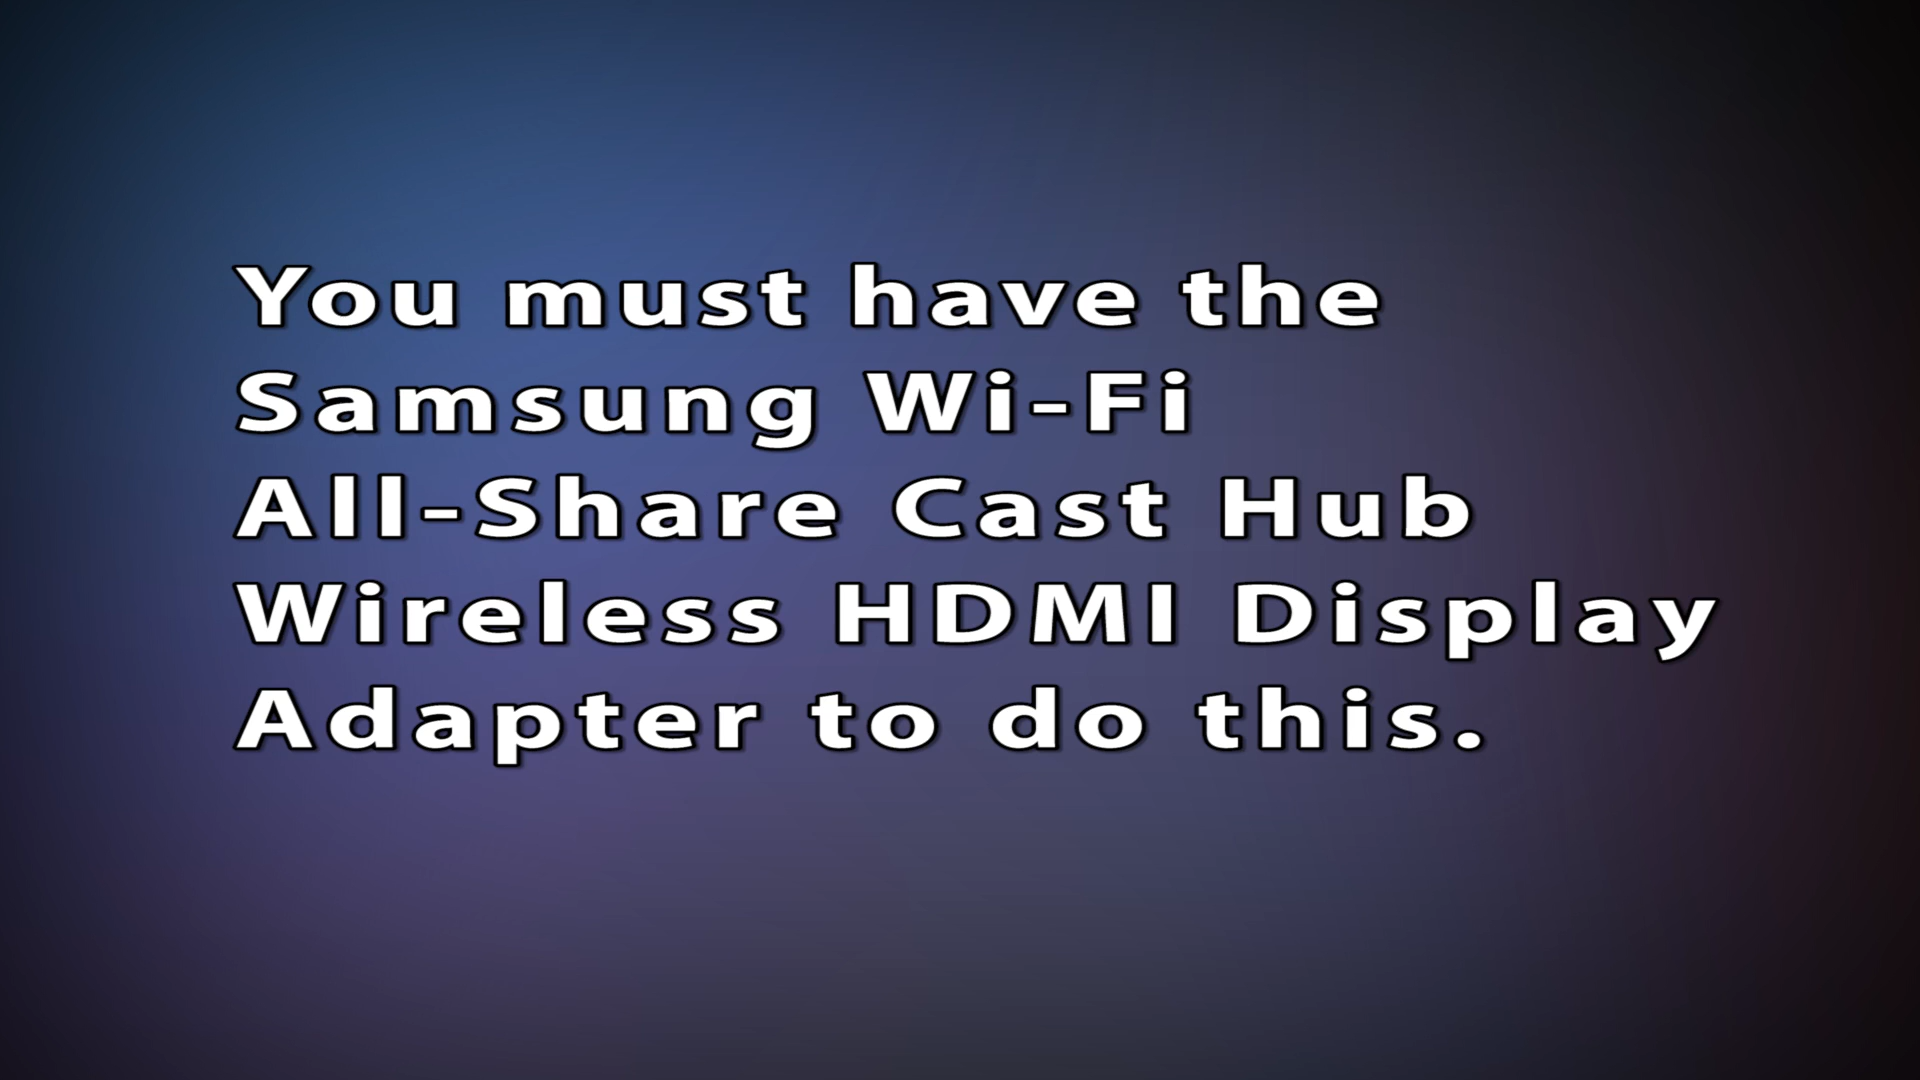 You must have the
Samsung Wi-Fi
All-Share Cast Hub
Wireless HDMI Display
Adapter to do this.